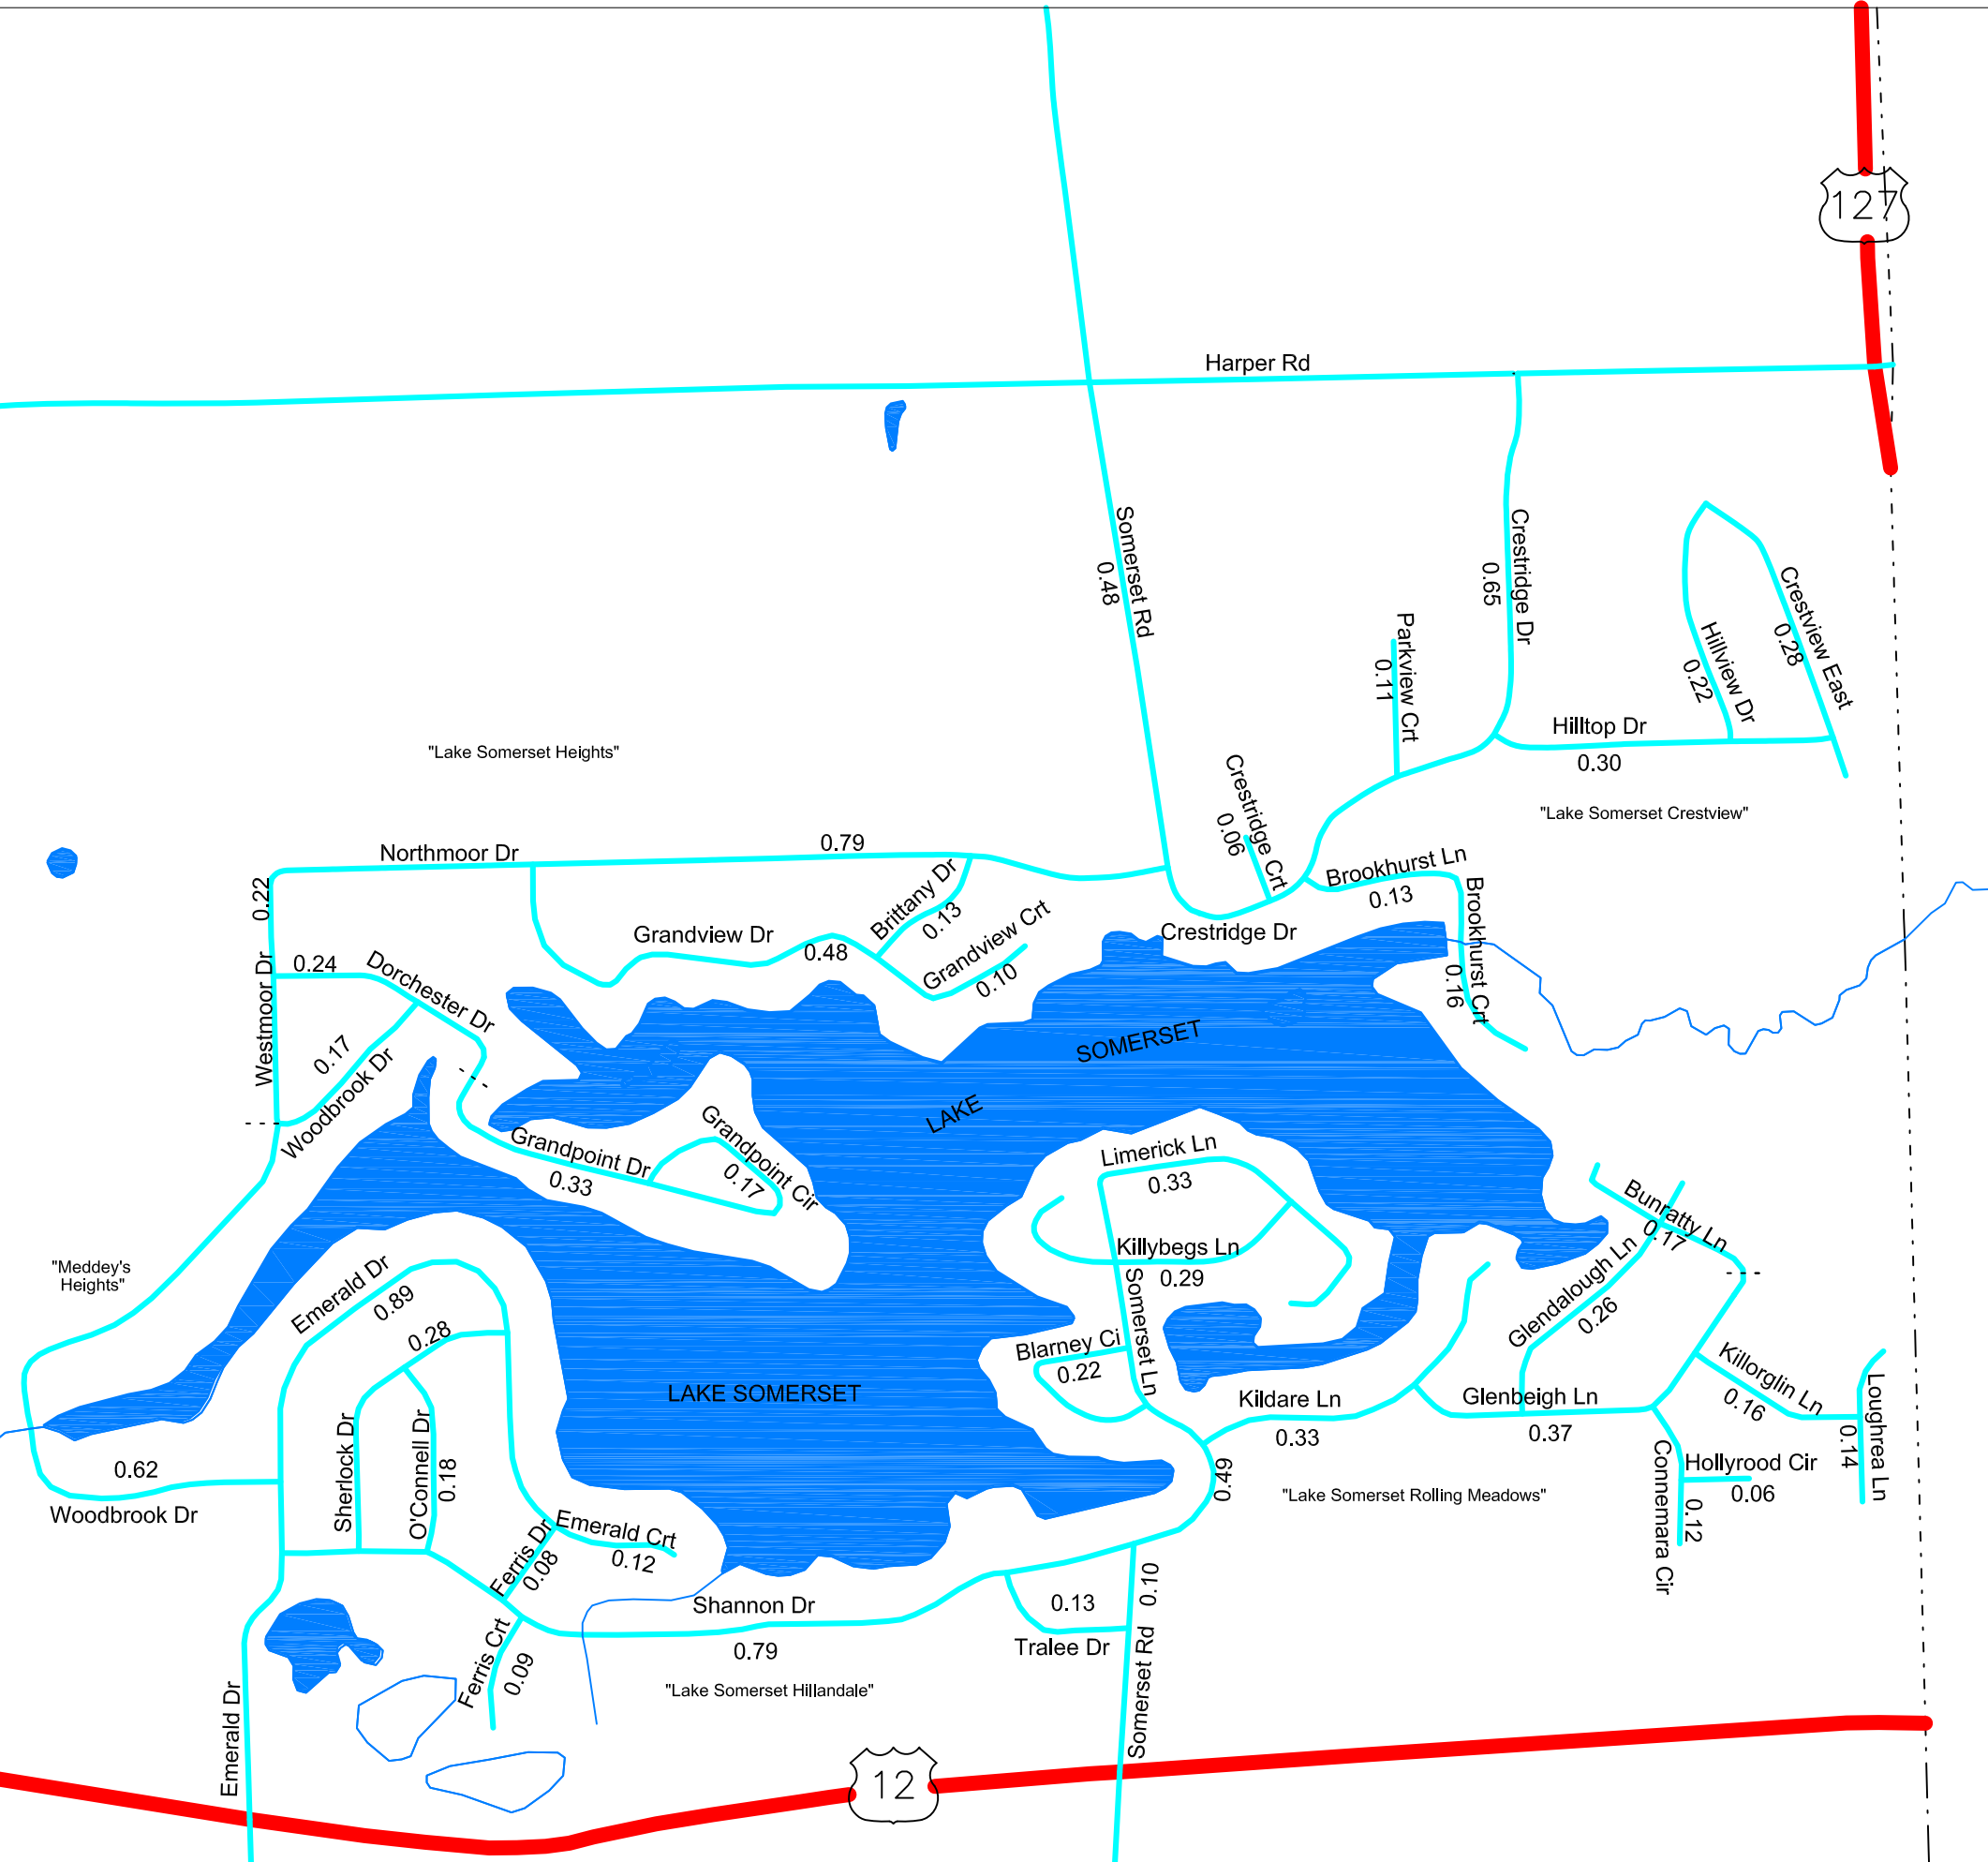 127
Harper Rd
Somerset Rd
0.48
Crestridge Dr
0.65
Crestview East
0.28
Hillview Dr
0.22
Parkview Crt
0.11
Hilltop Dr
0.30
"Lake Somerset Heights"
"Lake Somerset Crestview"
Crestridge Crt
0.06
Northmoor Dr
0.79
0.22
Brookhurst Ln
0.13
Brittany Dr
0.13
Grandview Crt
0.10
Grandview Dr
0.48
Crestridge Dr
Brookhurst Crt
0.16
Westmoor Dr
0.24
Dorchester Dr
0.17
Woodbrook Dr
LAKE
SOMERSET
Grandpoint Dr
0.33
Grandpoint Cir
0.17
Limerick Ln
0.33
Bunratty Ln
0.17
Killybegs Ln
0.29
"Meddey's
Heights"
Emerald Dr
0.89
0.28
Somerset Ln
Glendalough Ln
0.26
Blarney Ci
0.22
LAKE SOMERSET
Kildare Ln
0.33
Glenbeigh Ln
0.37
Killorglin Ln
0.16
Loughrea Ln
0.14
Sherlock Dr
O'Connell Dr
0.18
0.62
Woodbrook Dr
0.49
"Lake Somerset Rolling Meadows"
Connemara Cir
0.12
Hollyrood Cir
0.06
Emerald Crt
0.12
Ferris Dr
0.08
Shannon Dr
0.79
0.13
Tralee Dr
Somerset Rd 0.10
Ferris Crt
0.09
"Lake Somerset Hillandale"
Emerald Dr
12